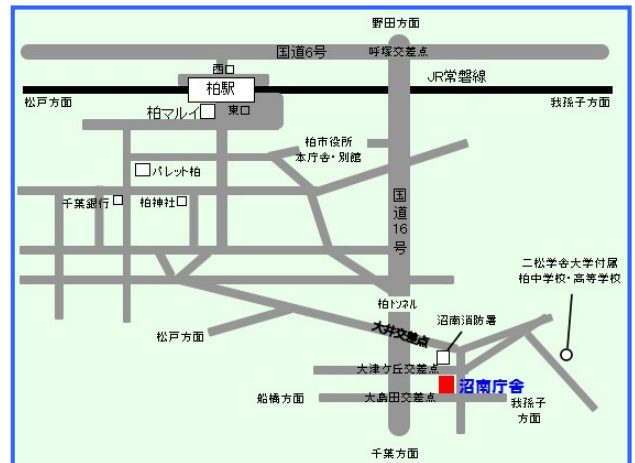 野田方面
国道6号
呼塚交差点
西口
JR常磐線
柏駅
松戸方面
我孫子方面
柏マルイ
東口
柏市役所
本庁舎・別館
パレット柏
国道16号
千葉銀行
柏神社
二松学舎大学付属
柏中学校・高等学校
柏トンネル
沼南消防署
大井交差点
松戸方面
大津ケ丘交差点
沼南庁舎
船橋方面
大島田交差点
我孫子
方面
千葉方面